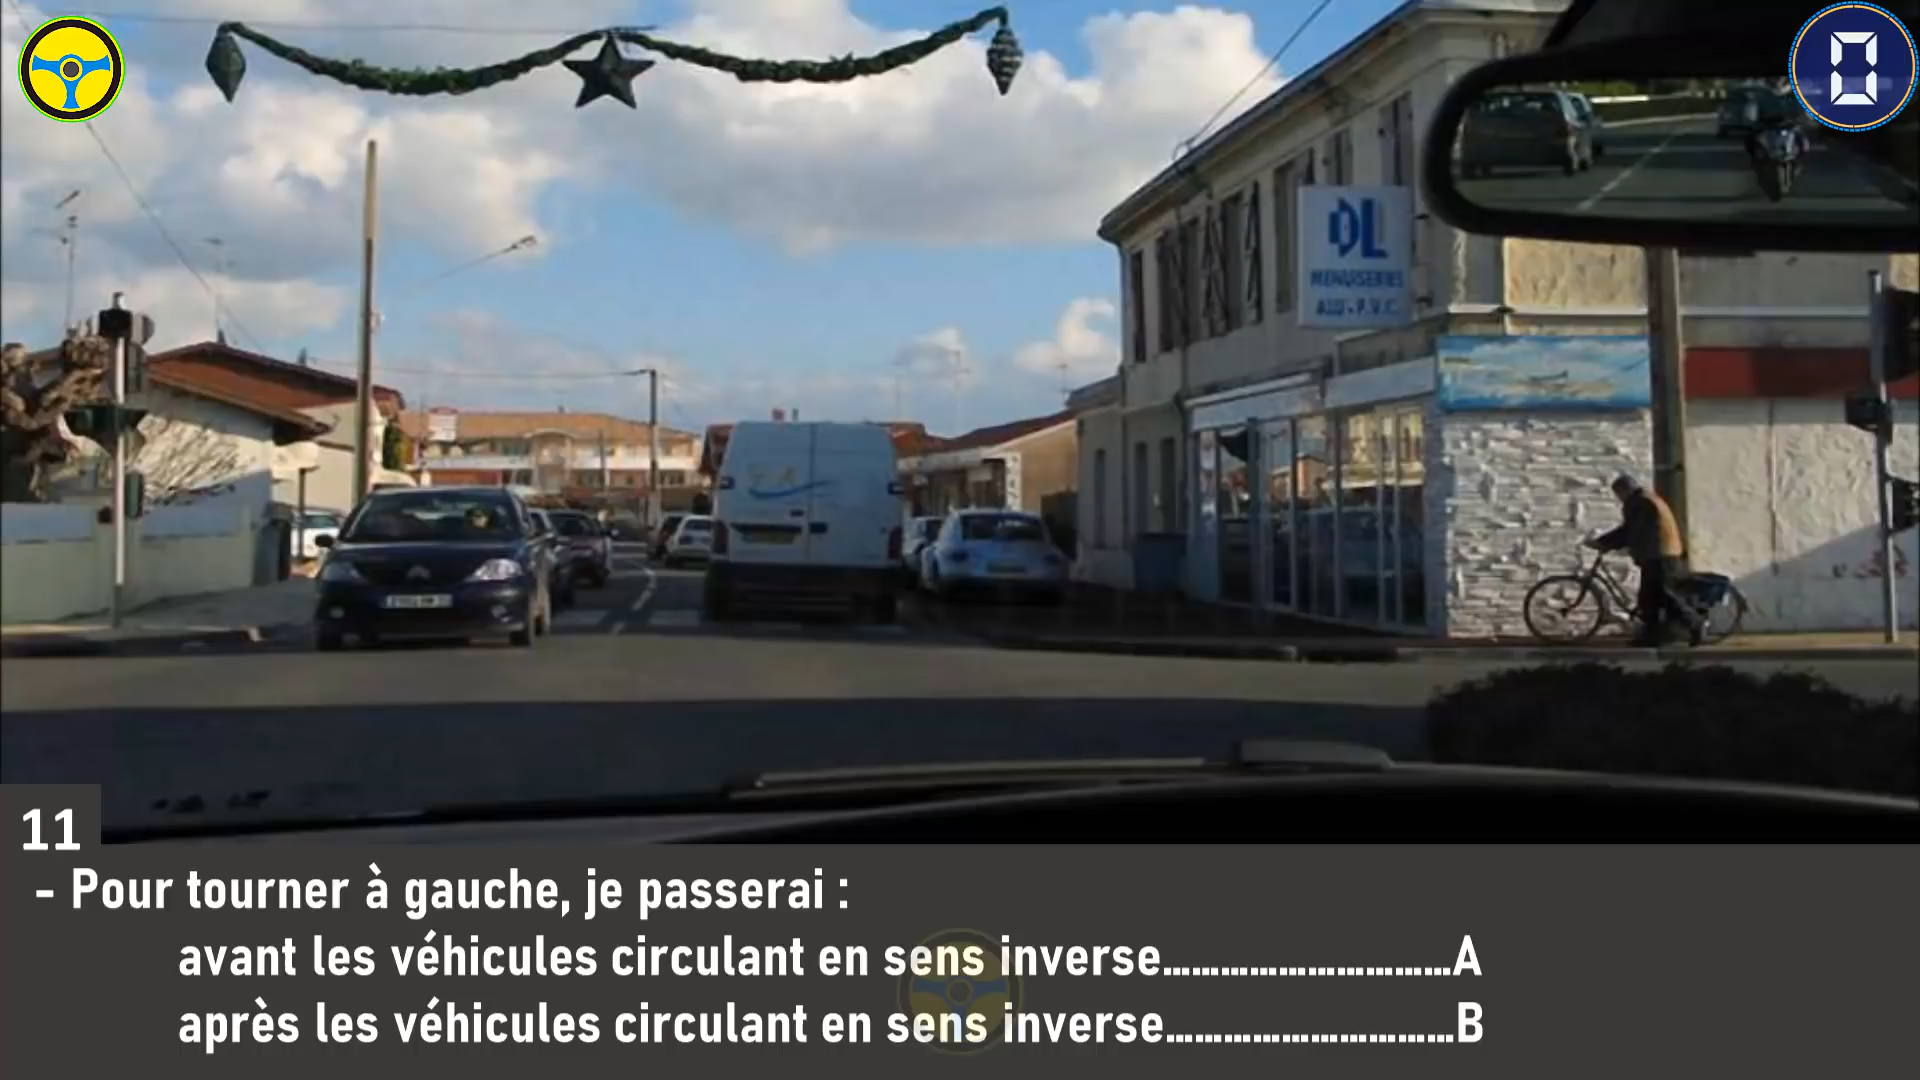 0
DL
MENUISERIES
ALU - P.V.C.
11
- Pour tourner à gauche, je passerai :
avant les véhicules circulant en sens inverse..............................A
après les véhicules circulant en sens inverse..............................B